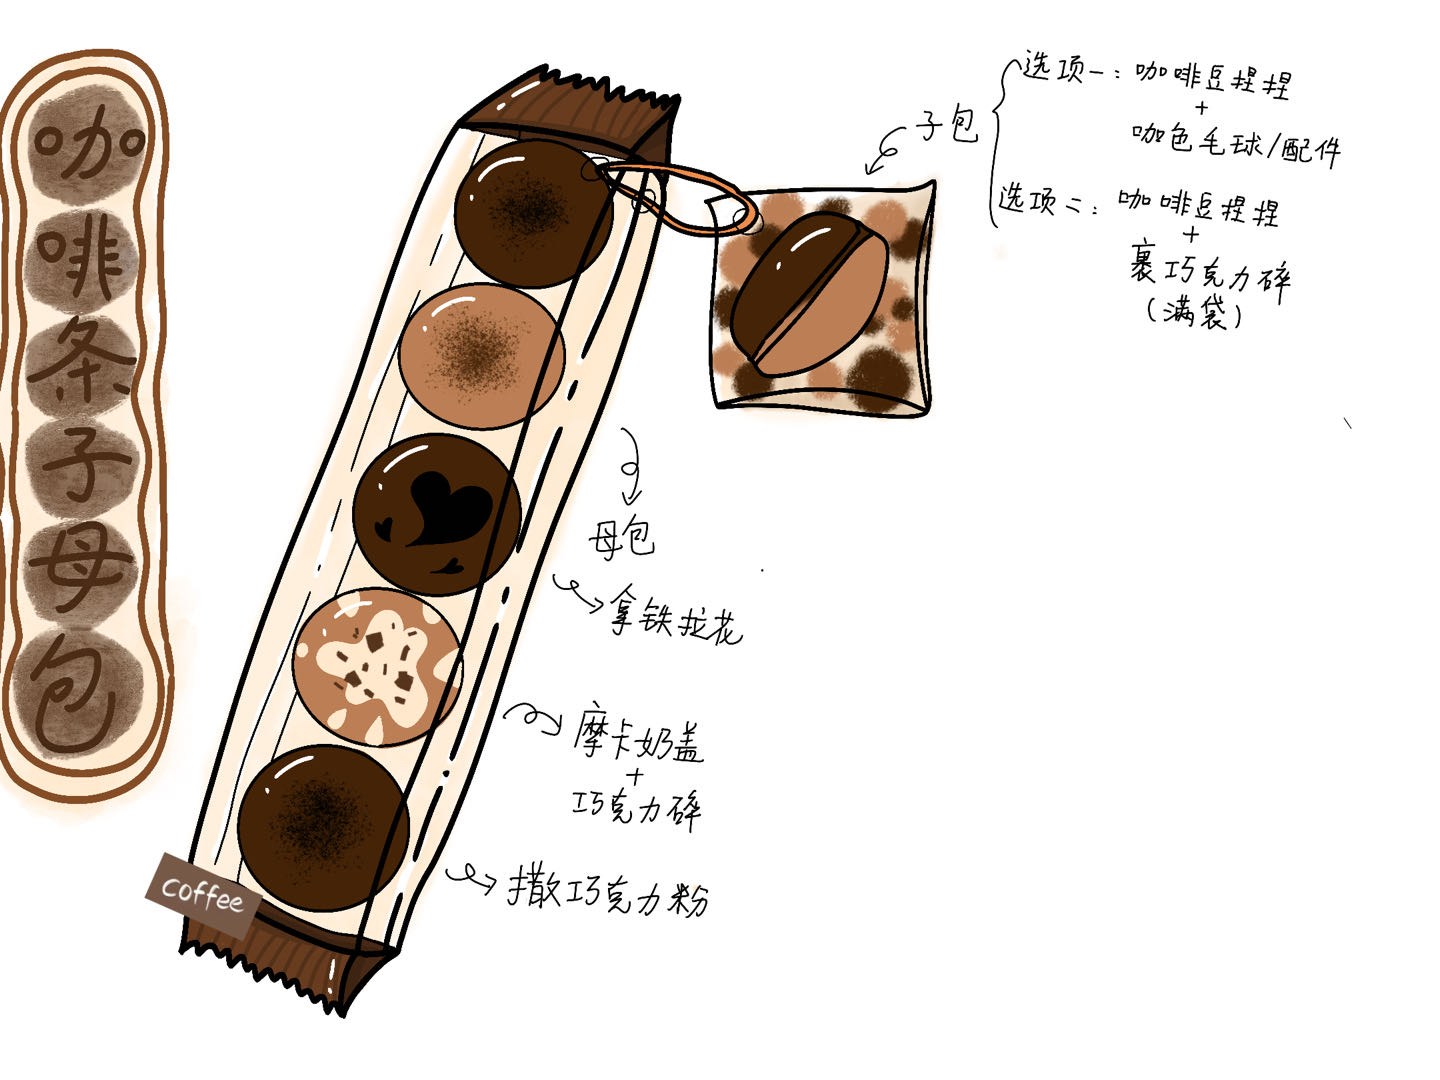 咖啡条子母包
子包
选项一：咖啡豆捏捏
+
咖色毛球/配件
选项二：咖啡豆捏捏
+
裹巧克力碎
（满袋）
母包
拿铁拉花
摩卡奶盖
+
巧克力碎
撒巧克力粉
coffee